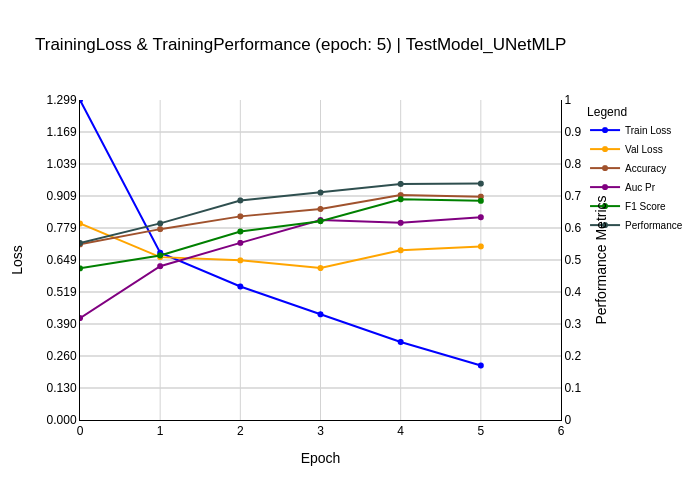 TrainingLoss & TrainingPerformance (epoch: 5) | TestModel_UNetMLP
1.299
1.169
1.039
0.909
0.779
0.649
0.519
0.390
0.260
0.130
0.000
Loss
0 1 2 3 4 5 6
Epoch
1
0.9
0.8
0.7
0.6
0.5
0.4
0.3
0.2
0.1
0
Performance Metrics
Legend
Train Loss
Val Loss
Accuracy
Auc Pr
F1 Score
Performance